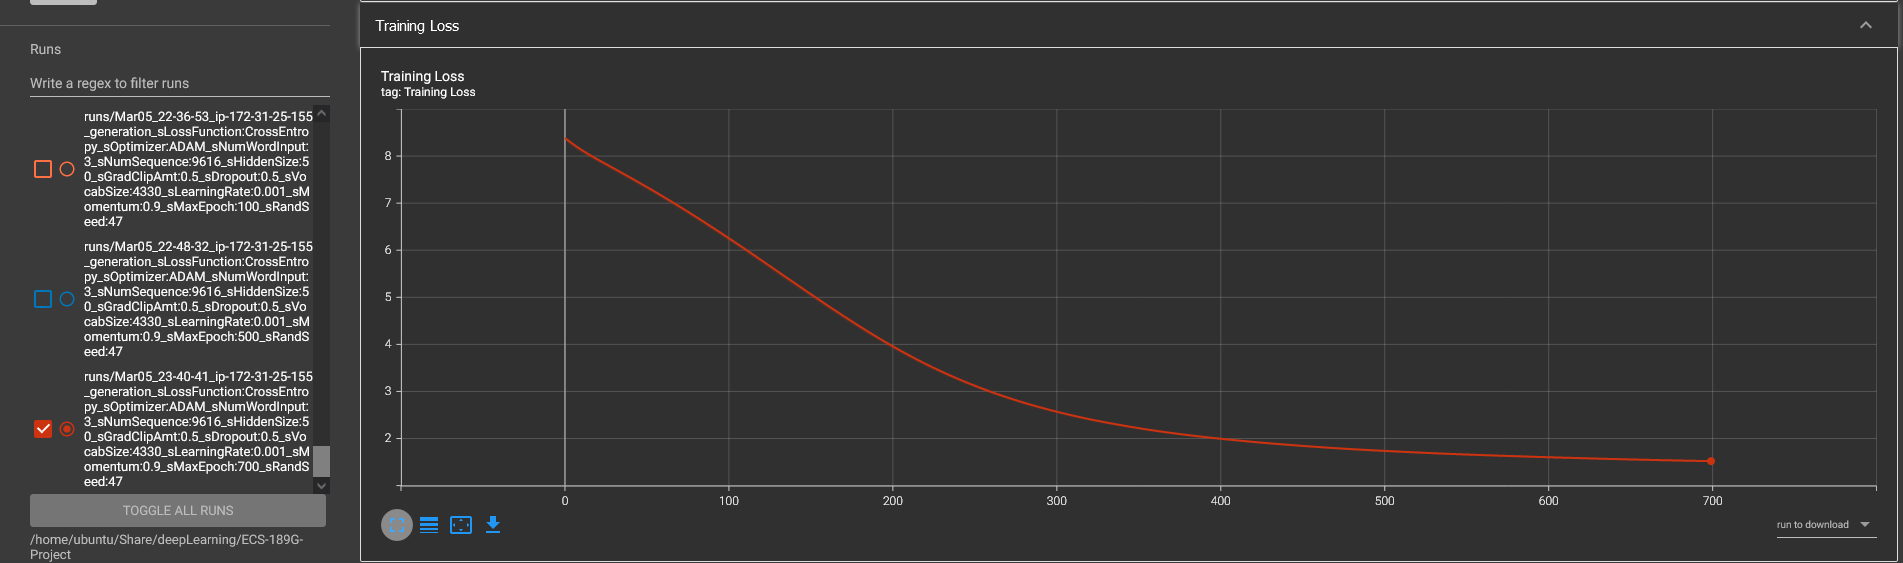 Runs
Write a regex to filter runs
runs/Mar05_22-36-53_ip-172-31-25-155
_generation_sLossFunction:CrossEntro
py_sOptimizer:ADAM_sNumWordInput:
3_sNumSequence:9616_sHiddenSize:5
0_sGradClipAmt:0.5_sDropout:0.5_sVo
cabSize:4330_sLearningRate:0.001_sM
omentum:0.9_sMaxEpoch:100_sRandS
eed:47
runs/Mar05_22-48-32_ip-172-31-25-155
_generation_sLossFunction:CrossEntro
py_sOptimizer:ADAM_sNumWordInput:
3_sNumSequence:9616_sHiddenSize:5
0_sGradClipAmt:0.5_sDropout:0.5_sVo
cabSize:4330_sLearningRate:0.001_sM
omentum:0.9_sMaxEpoch:500_sRandS
eed:47
runs/Mar05_23-40-41_ip-172-31-25-155
_generation_sLossFunction:CrossEntro
py_sOptimizer:ADAM_sNumWordInput:
3_sNumSequence:9616_sHiddenSize:5
0_sGradClipAmt:0.5_sDropout:0.5_sVo
cabSize:4330_sLearningRate:0.001_sM
omentum:0.9_sMaxEpoch:700_sRandS
eed:47
TOGGLE ALL RUNS
/home/ubuntu/Share/deepLearning/ECS-189G-
Project
Training Loss
Training Loss
tag: Training Loss
8
7
6
5
4
3
2
0 100 200 300 400 500 600 700
run to download